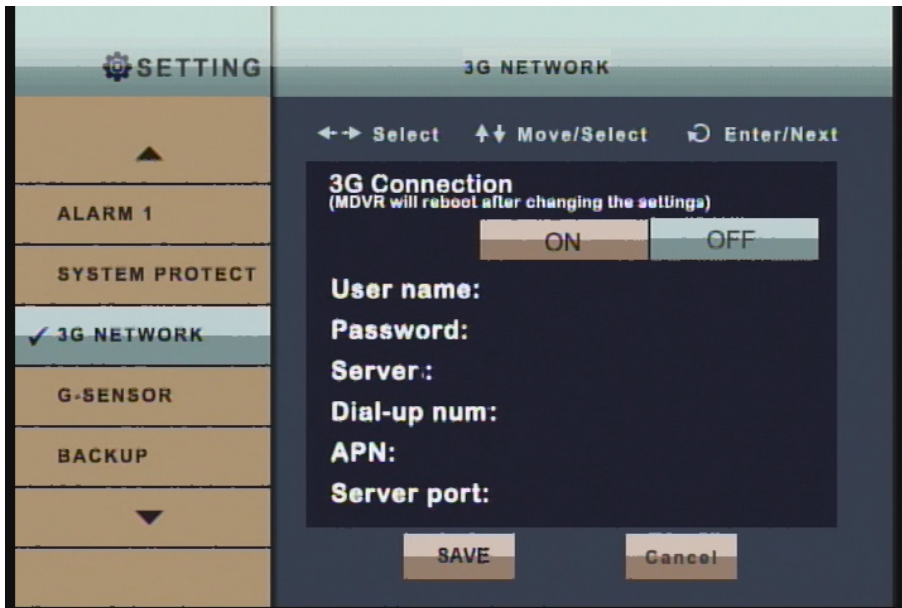 SETTING
3G NETWORK
Select Move/Select Enter/Next
ALARM 1
SYSTEM PROTECT
3G NETWORK
G-SENSOR
BACKUP
3G Connection
(MDVR will reboot after changing the settings)
ON OFF
User name:
Password:
Server :
Dial-up num:
APN:
Server port:
SAVE Cancel